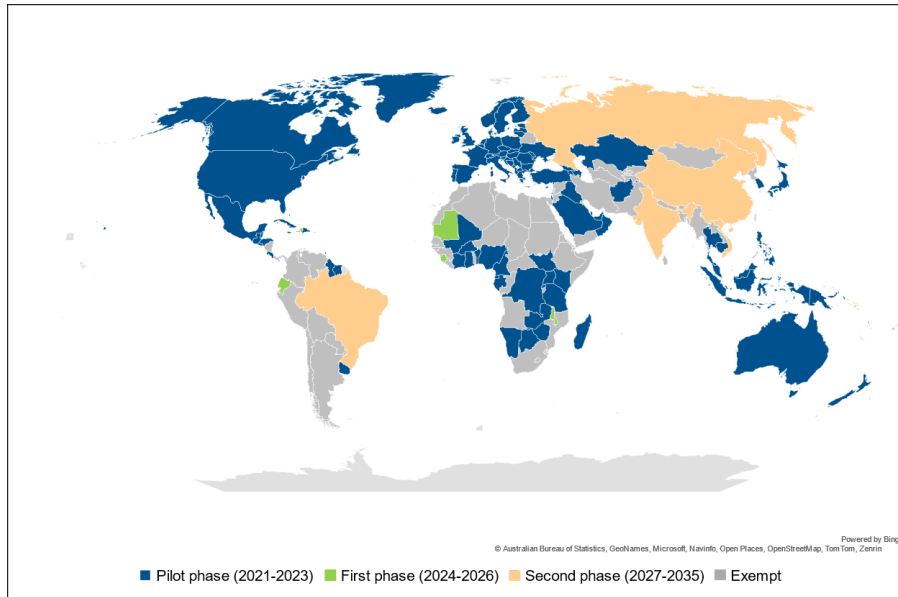 Powered by Bing
© Australian Bureau of Statistics, GeoNames, Microsoft, Navinfo, Open Places, OpenStreetMap, TomTom, Zenrin
Pilot phase (2021-2023) First phase (2024-2026) Second phase (2027-2035) Exempt